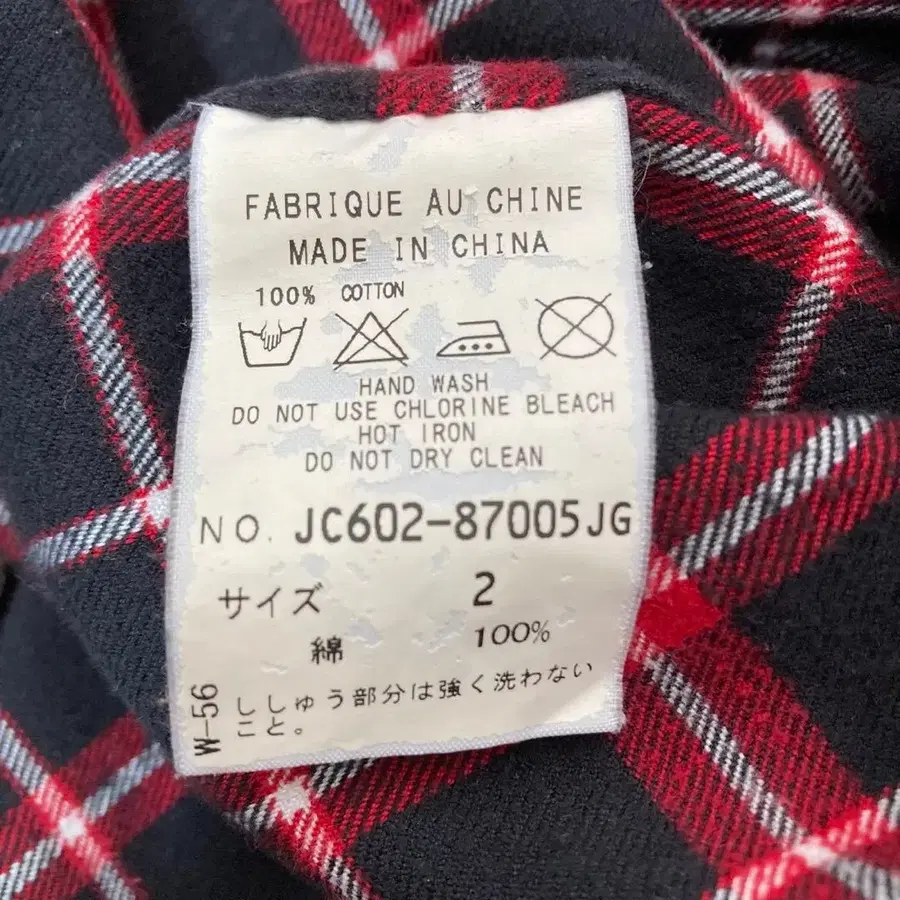 FABRIQUE AU CHINE
MADE IN CHINA
100% COTTON
HAND WASH
DO NOT USE CHLORINE BLEACH
HOT IRON
DO NOT DRY CLEAN
NO. JC602-87005JG
サイズ 2
綿 100%
ししゅう部分は強く洗わない
こと。
W-56